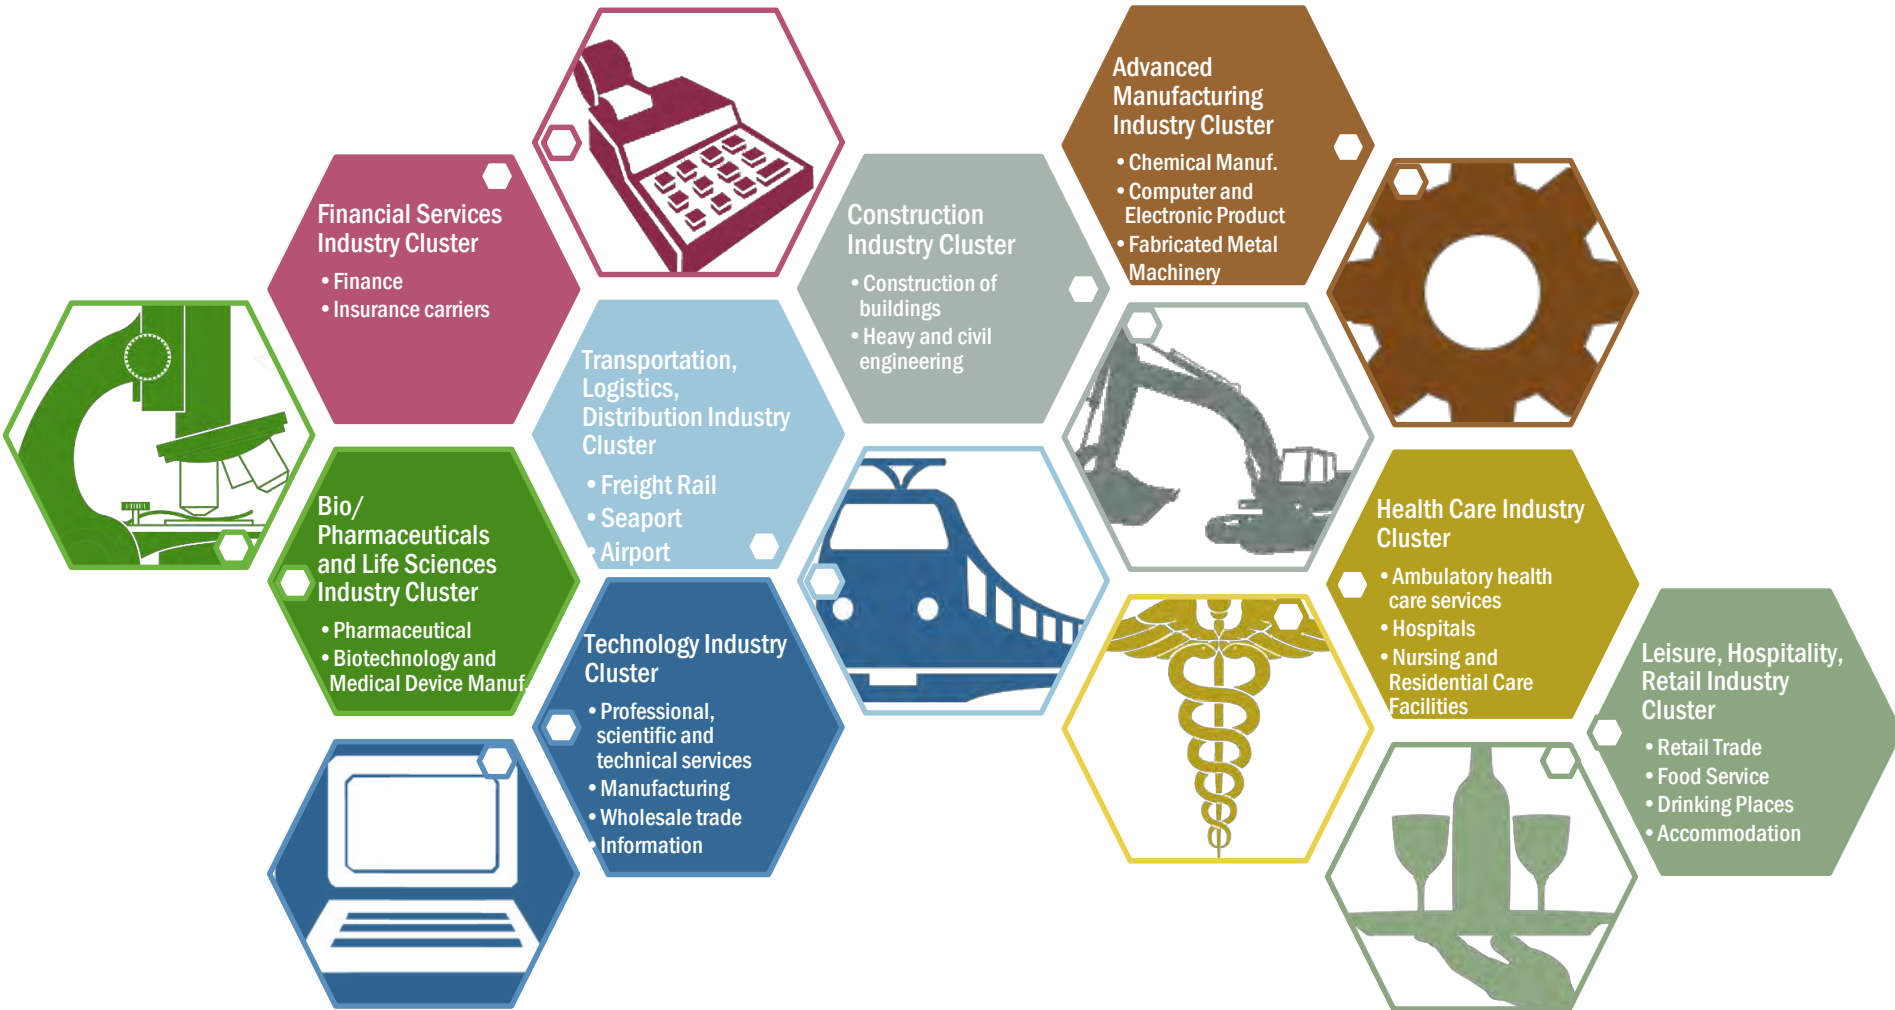 Financial Services
Industry Cluster
• Finance
• Insurance carriers
Bio/
Pharmaceuticals
and Life Sciences
Industry Cluster
• Pharmaceutical
• Biotechnology and
Medical Device Manuf.
Transportation,
Logistics,
Distribution Industry
Cluster
• Freight Rail
• Seaport
• Airport
Technology Industry
Cluster
• Professional,
scientific and
technical services
• Manufacturing
• Wholesale trade
• Information
Construction
Industry Cluster
• Construction of
buildings
• Heavy and civil
engineering
Advanced
Manufacturing
Industry Cluster
• Chemical Manuf.
• Computer and
Electronic Product
• Fabricated Metal
Machinery
Health Care Industry
Cluster
• Ambulatory health
care services
• Hospitals
• Nursing and
Residential Care
Facilities
Leisure, Hospitality,
Retail Industry
Cluster
• Retail Trade
• Food Service
• Drinking Places
• Accommodation